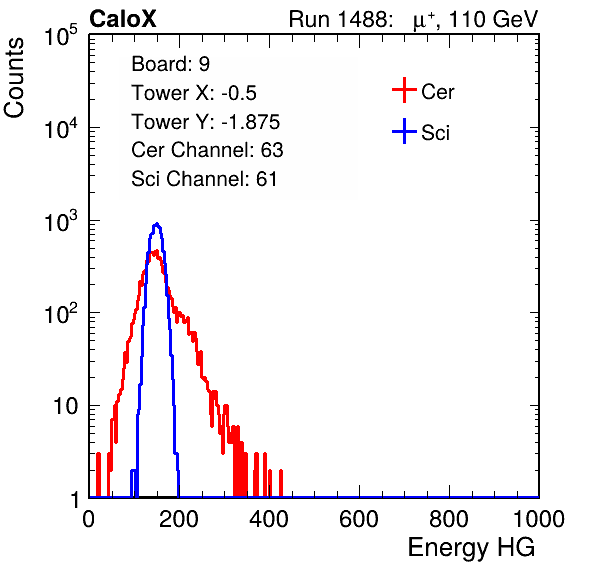 CaloX Run 1488: μ⁺, 110 GeV
Counts
10⁵
10⁴
10³
10²
10
1
Board: 9
Tower X: -0.5
Tower Y: -1.875
Cer Channel: 63
Sci Channel: 61
Cer
Sci
0 200 400 600 800 1000
Energy HG